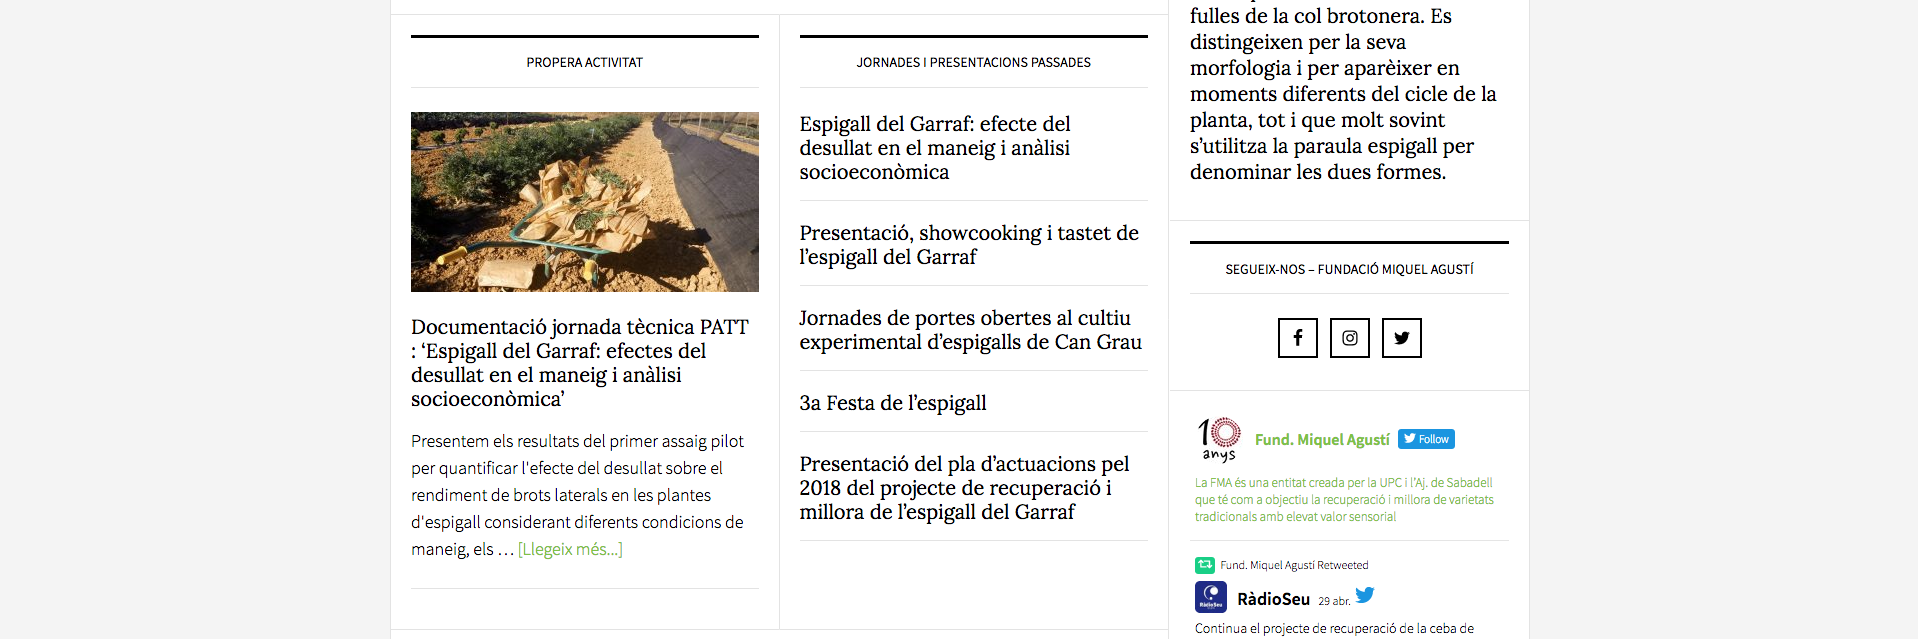 PROPERA ACTIVITAT
Documentació jornada tècnica PATT
: ‘Espigall del Garraf: efectes del
desullat en el maneig i anàlisi
socioeconòmica’
Presentem els resultats del primer assaig pilot
per quantificar l'efecte del desullat sobre el
rendiment de brots laterals en les plantes
d'espigall considerant diferents condicions de
maneig, els … [Llegeix més...]
JORNADES I PRESENTACIONS PASSADES
Espigall del Garraf: efecte del
desullat en el maneig i anàlisi
socioeconòmica
Presentació, showcooking i tastet de
l’espigall del Garraf
Jornades de portes obertes al cultiu
experimental d’espigalls de Can Grau
3a Festa de l’espigall
Presentació del pla d’actuacions pel
2018 del projecte de recuperació i
millora de l’espigall del Garraf
fulles de la col brotonera. Es
distingeixen per la seva
morfologia i per aparèixer en
moments diferents del cicle de la
planta, tot i que molt sovint
s’utilitza la paraula espigall per
denominar les dues formes.
SEGUEIX-NOS – FUNDACIÓ MIQUEL AGUSTÍ
10
anys
Fund. Miquel Agustí Follow
La FMA és una entitat creada per la UPC i l’Aj. de Sabadell
que té com a objectiu la recuperació i millora de varietats
tradicionals amb elevat valor sensorial
Fund. Miquel Agustí Retweeted
RàdioSeu
RàdioSeu 29 abr.
Continua el projecte de recuperació de la ceba de